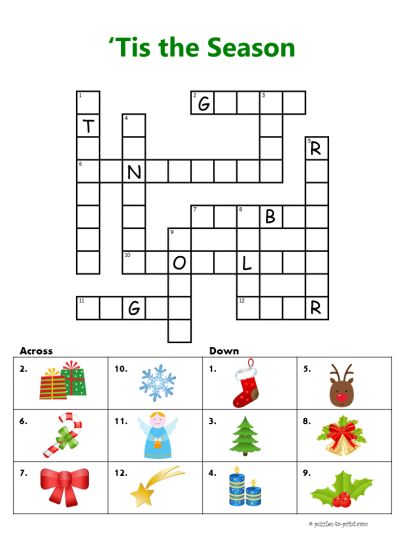 ‘Tis the Season
1 2 G 3
T 4
5 R
6 N
7 8 B
9
10 O L
11 G 12 R
Across Down
2. 10. 1. 5.
6. 11. 3. 8.
7. 12. 4. 9.
© puzzles-to-print.com